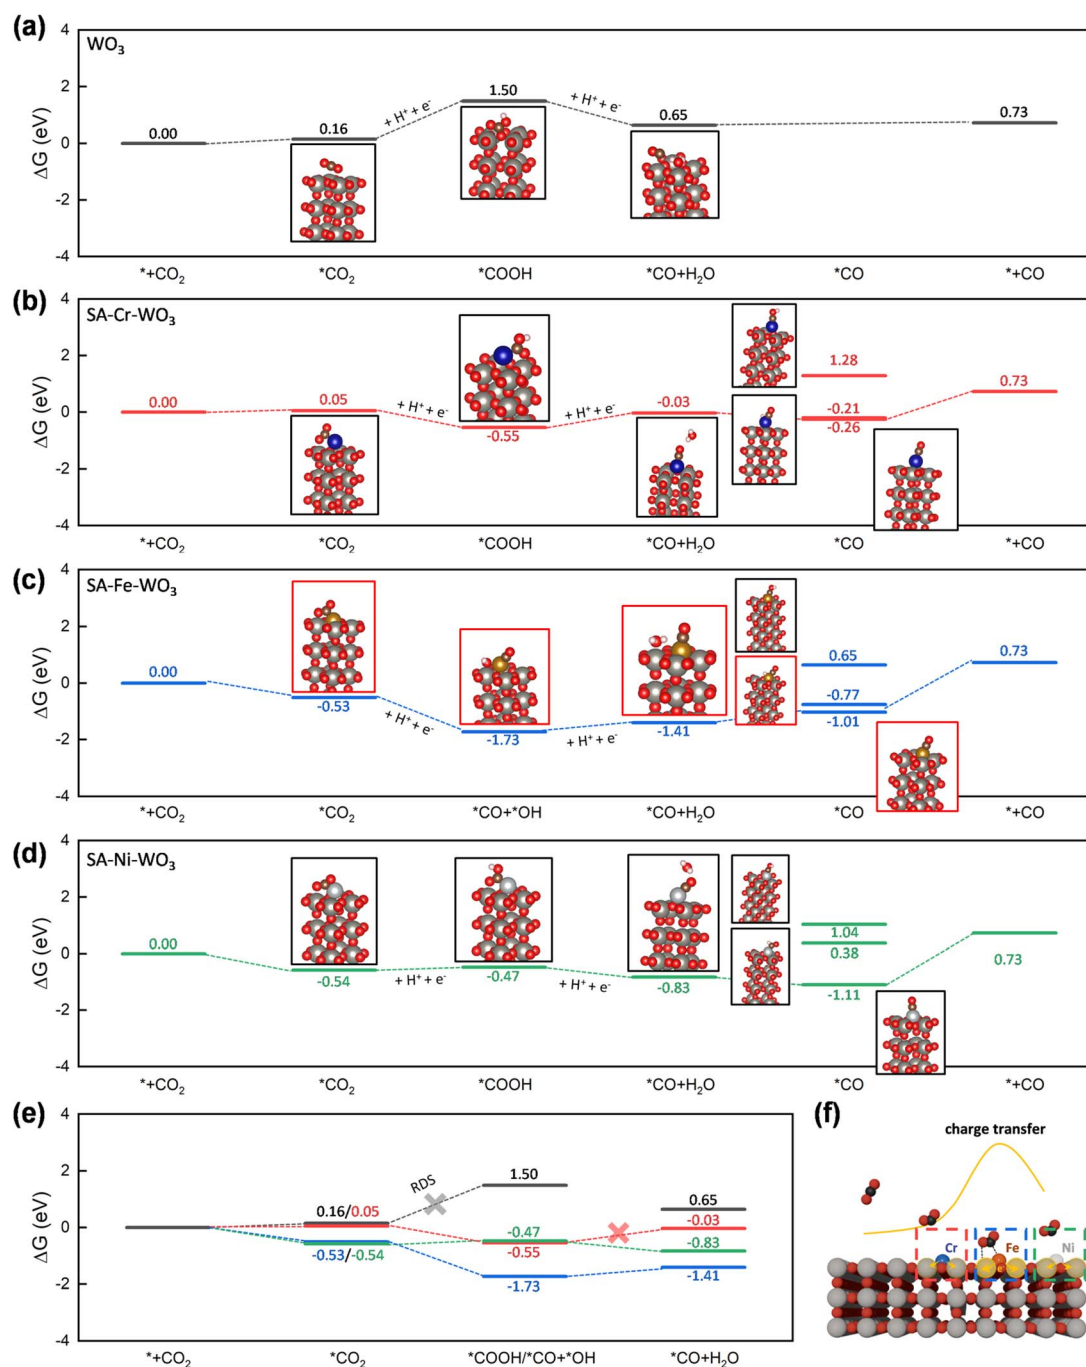 (a)
WO₃
ΔG (eV)
4
2
0
-2
-4
0.00
0.16
+ H⁺ + e⁻
1.50
+ H⁺ + e⁻
0.65
0.73
*+CO₂
*CO₂
*COOH
*CO+H₂O
*CO
*+CO
(b)
SA-Cr-WO₃
ΔG (eV)
4
2
0
-2
-4
0.00
0.05
+ H⁺ + e⁻
-0.55
+ H⁺ + e⁻
-0.03
1.28
-0.21
-0.26
0.73
*+CO₂
*CO₂
*COOH
*CO+H₂O
*CO
*+CO
(c)
SA-Fe-WO₃
ΔG (eV)
4
2
0
-2
-4
0.00
-0.53
+ H⁺ + e⁻
-1.73
+ H⁺ + e⁻
-1.41
0.65
-0.77
-1.01
0.73
*+CO₂
*CO₂
*CO+*OH
*CO+H₂O
*CO
*+CO
(d)
SA-Ni-WO₃
ΔG (eV)
4
2
0
-2
-4
0.00
-0.54
+ H⁺ + e⁻
-0.47
+ H⁺ + e⁻
-0.83
1.04
0.38
-1.11
0.73
*+CO₂
*CO₂
*COOH
*CO+H₂O
*CO
*+CO
(e)
ΔG (eV)
4
2
0
-2
-4
0.16/0.05
-0.53/-0.54
RDS
1.50
-0.47
-0.55
-1.73
0.65
-0.03
-0.83
-1.41
*+CO₂
*CO₂
*COOH/*CO+*OH
*CO+H₂O
(f)
charge transfer
Cr
Fe
Ni